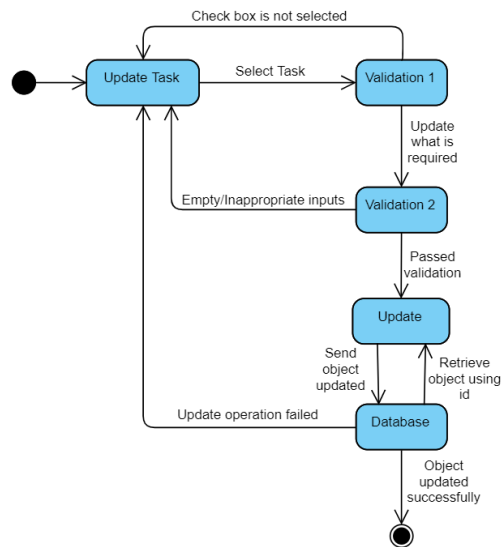 Check box is not selected
Update Task
Select Task
Validation 1
Update
what is
required
Empty/Inappropriate inputs
Validation 2
Passed
validation
Update
Send
object
updated
Retrieve
object using
id
Update operation failed
Database
Object
updated
successfully